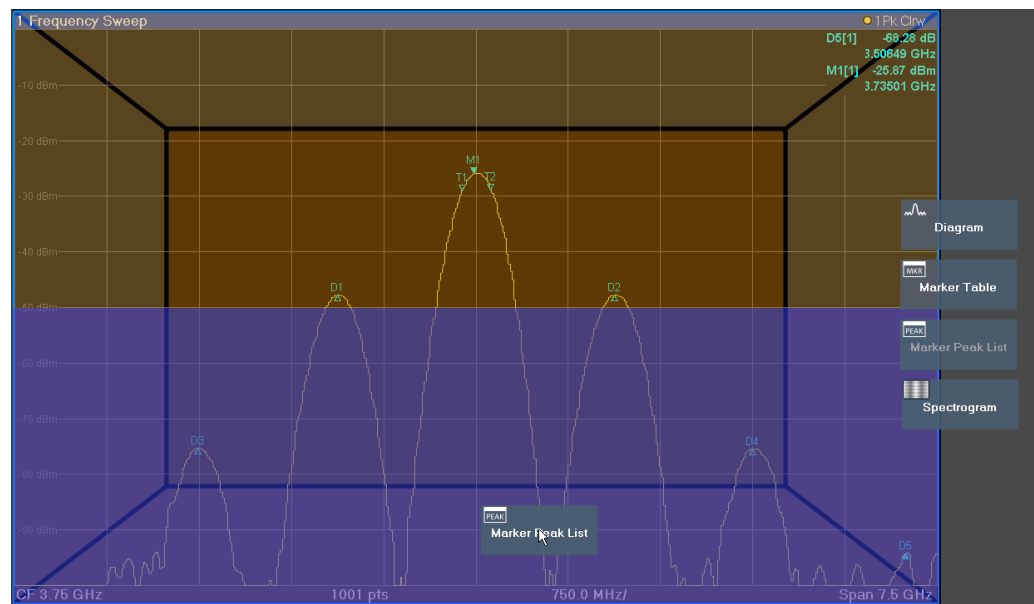 1 Frequency Sweep
1Pk Clrw
D5[1] -68.28 dB
3.50649 GHz
M1[1] -25.87 dBm
3.73501 GHz
-10 dBm
-20 dBm
M1
T1 T2
-30 dBm
Diagram
-40 dBm
MKR
Marker Table
D1 D2
-50 dBm
PEAK
Marker Peak List
-60 dBm
Spectrogram
-70 dBm
D3 D4
-80 dBm
PEAK
Marker Peak List
-90 dBm
D5
CF 3.75 GHz 1001 pts 750.0 MHz/ Span 7.5 GHz